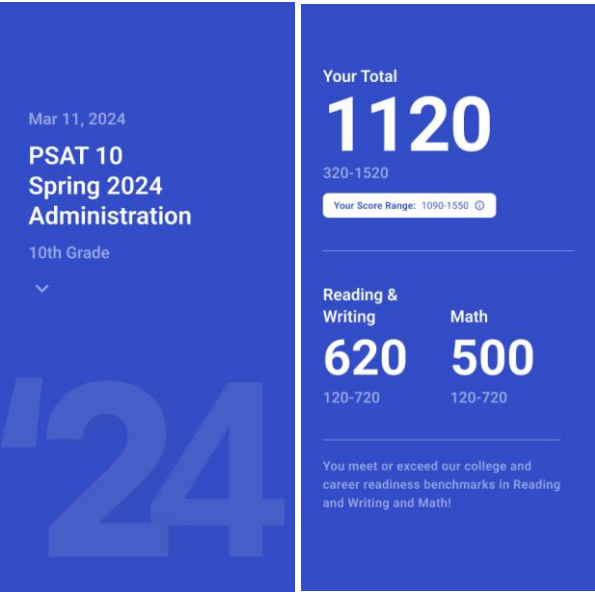 Mar 11, 2024
PSAT 10
Spring 2024
Administration
10th Grade
'24
Your Total
1120
320-1520
Your Score Range: 1090-1550
Reading &
Writing
Math
620
500
120-720
120-720
You meet or exceed our college and
career readiness benchmarks in Reading
and Writing and Math!